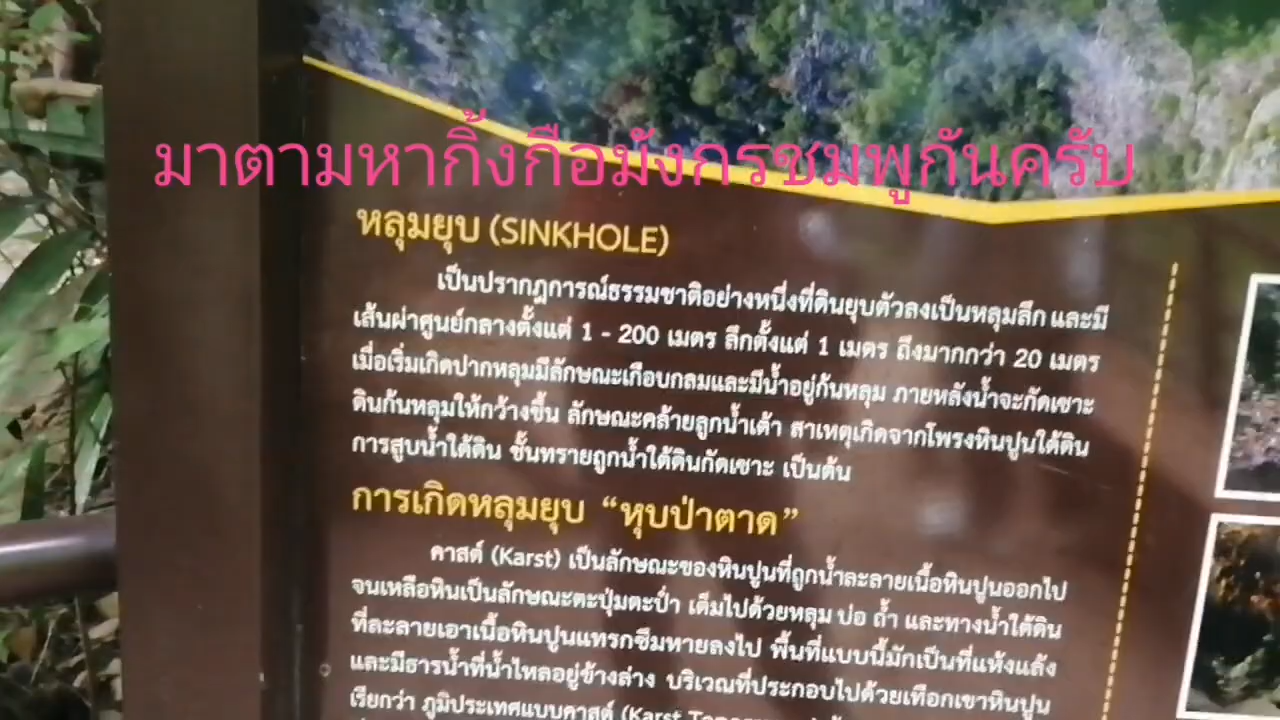 มาตามหากิ้งกือมังกรชมพูกันครับ
หลุมยุบ (SINKHOLE)
เป็นปรากฏการณ์ธรรมชาติอย่างหนึ่งที่ดินยุบตัวลงเป็นหลุมลึก และมี
เส้นผ่าศูนย์กลางตั้งแต่ 1 - 200 เมตร ลึกตั้งแต่ 1 เมตร ถึงมากกว่า 20 เมตร
เมื่อเริ่มเกิดปากหลุมมีลักษณะเกือบกลมและมีน้ำอยู่ก้นหลุม ภายหลังน้ำจะกัดเซาะ
ดินก้นหลุมให้กว้างขึ้น ลักษณะคล้ายลูกน้ำเต้า สาเหตุเกิดจากโพรงหินปูนใต้ดิน
การสูบน้ำใต้ดิน ชั้นทรายถูกน้ำใต้ดินกัดเซาะ เป็นต้น
การเกิดหลุมยุบ “หุบป่าตาด”
คาสต์ (Karst) เป็นลักษณะของหินปูนที่ถูกน้ำละลายเนื้อหินปูนออกไป
จนเหลือหินเป็นลักษณะตะปุ่มตะป่ำ เต็มไปด้วยหลุม บ่อ ถ้ำ และทางน้ำใต้ดิน
ที่ละลายเอาเนื้อหินปูนแทรกซึมหายลงไป พื้นที่แบบนี้มักเป็นที่แห้งแล้ง
และมีธารน้ำที่น้ำไหลอยู่ข้างล่าง บริเวณที่ประกอบไปด้วยเทือกเขาหินปูน
เรียกว่า ภูมิประเทศแบบคาสต์ (Karst